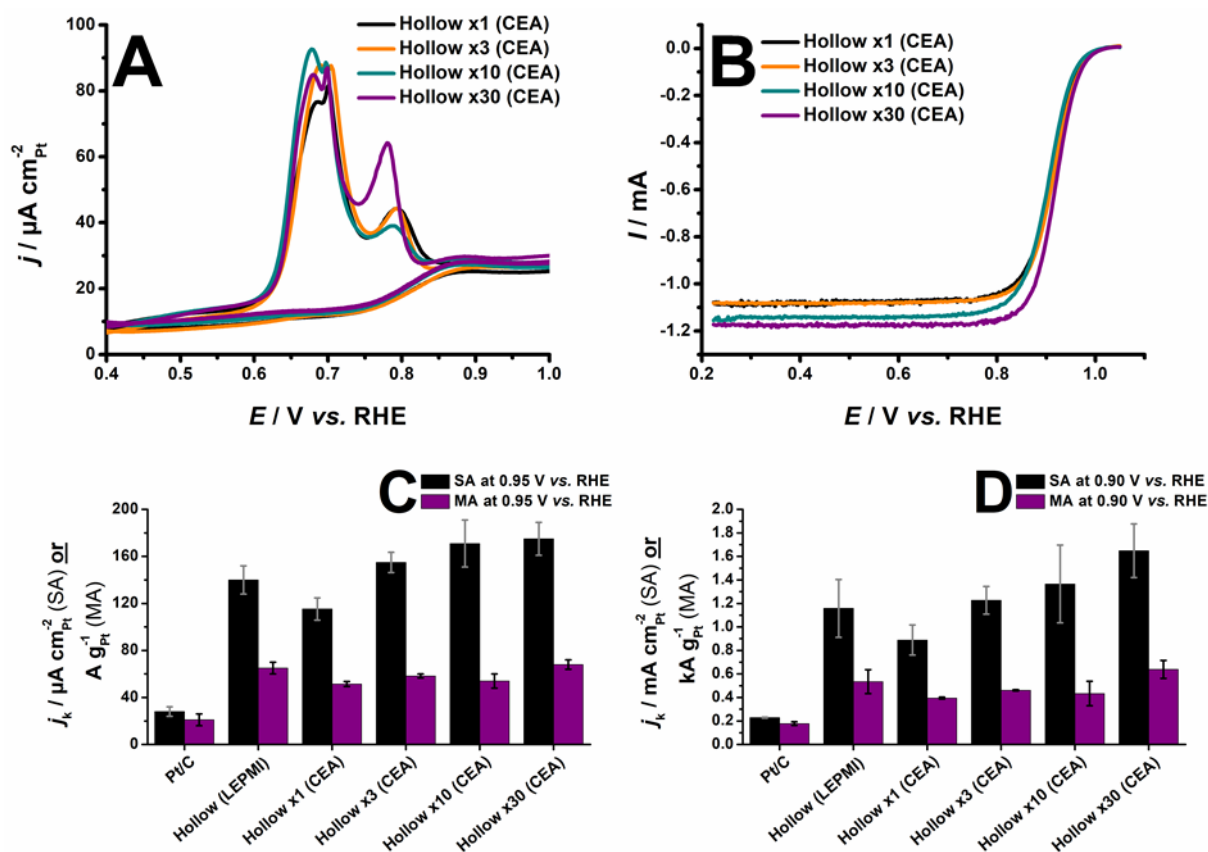 A
Hollow x1 (CEA)
Hollow x3 (CEA)
Hollow x10 (CEA)
Hollow x30 (CEA)
j / µA cm⁻²Pt
100
80
60
40
20
0
0.4 0.5 0.6 0.7 0.8 0.9 1.0
E / V vs. RHE
B
Hollow x1 (CEA)
Hollow x3 (CEA)
Hollow x10 (CEA)
Hollow x30 (CEA)
I / mA
0.0
-0.2
-0.4
-0.6
-0.8
-1.0
-1.2
0.2 0.4 0.6 0.8 1.0
E / V vs. RHE
C
SA at 0.95 V vs. RHE
MA at 0.95 V vs. RHE
jk / µA cm⁻²Pt (SA) or
A g⁻¹Pt (MA)
200
160
120
80
40
0
Pt/C
Hollow (LEPMI)
Hollow x1 (CEA)
Hollow x3 (CEA)
Hollow x10 (CEA)
Hollow x30 (CEA)
D
SA at 0.90 V vs. RHE
MA at 0.90 V vs. RHE
jk / mA cm⁻²Pt (SA) or
kA g⁻¹Pt (MA)
2.0
1.8
1.6
1.4
1.2
1.0
0.8
0.6
0.4
0.2
0.0
Pt/C
Hollow (LEPMI)
Hollow x1 (CEA)
Hollow x3 (CEA)
Hollow x10 (CEA)
Hollow x30 (CEA)